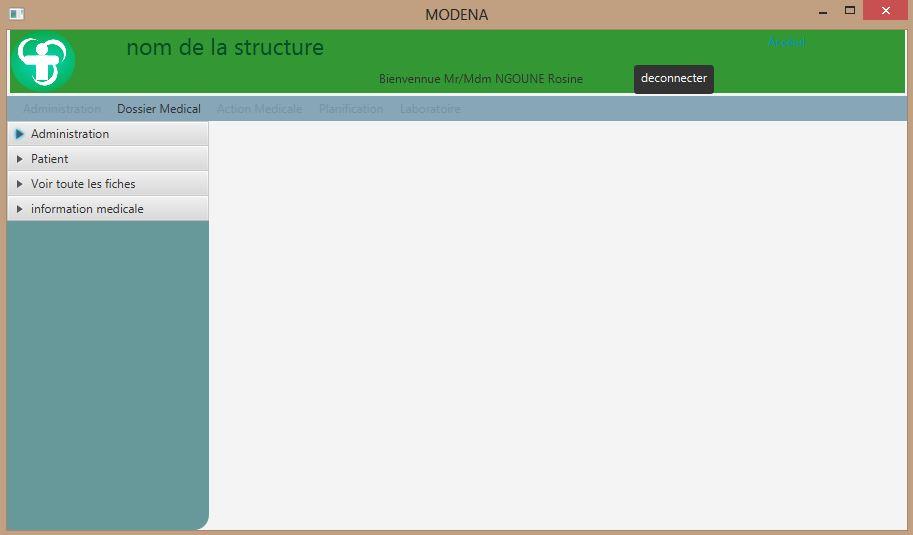 MODENA
nom de la structure
Bienvennue Mr/Mdm NGOUNE Rosine
deconnecter
Administration Dossier Medical Action Medicale Planification Laboratoire
Administration
Patient
Voir toute les fiches
information medicale